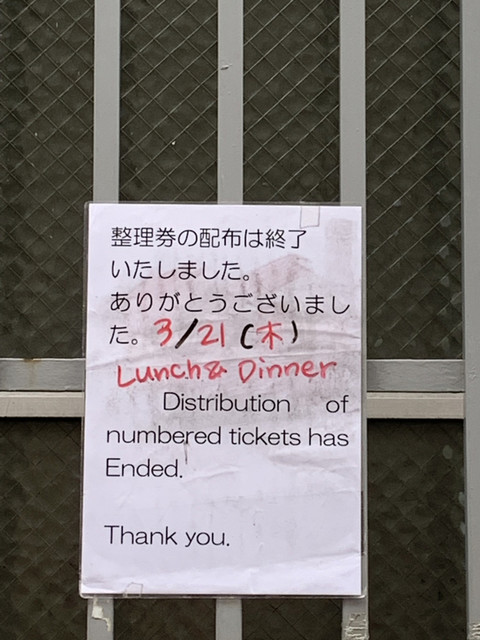 整理券の配布は終了
いたしました。
ありがとうございまし
た。3/21(木)
Lunch & Dinner
Distribution of
numbered tickets has
Ended.
Thank you.